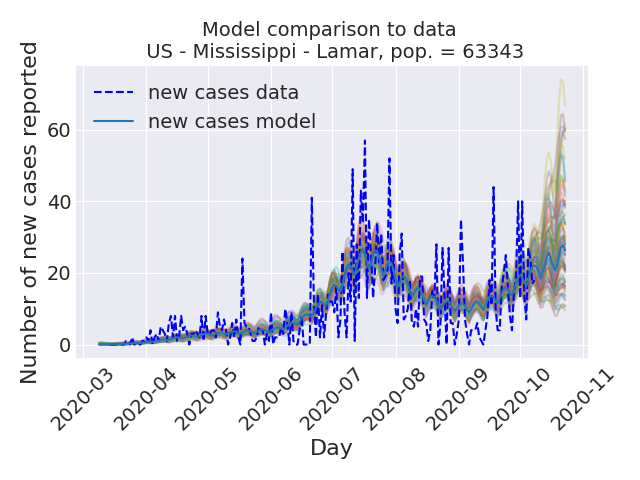 Model comparison to data
US - Mississippi - Lamar, pop. = 63343
Number of new cases reported
new cases data
new cases model
60
40
20
0
2020-03
2020-04
2020-05
2020-06
2020-07
2020-08
2020-09
2020-10
2020-11
Day